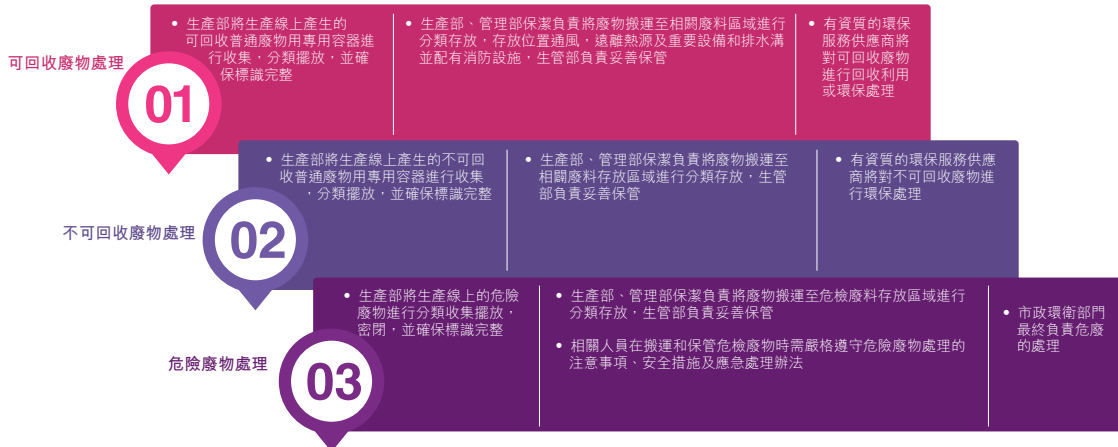 可回收廢物處理
01
• 生產部將生產線上產生的
可回收普通廢物用專用容器進
行收集，分類擺放，並確
保標識完整
• 生產部、管理部保潔負責將廢物搬運至相關廢料區域進行
分類存放，存放位置通風，遠離熱源及重要設備和排水溝
並配有消防設施，生管部負責妥善保管
• 有資質的環保
服務供應商將
對可回收廢物
進行回收利用
或環保處理
不可回收廢物處理
02
• 生產部將生產線上產生的不可回
收普通廢物用專用容器進行收集
，分類擺放，並確保標識完整
• 生產部、管理部保潔負責將廢物搬運至
相關廢料存放區域進行分類存放，生管
部負責妥善保管
• 有資質的環保服務供應
商將對不可回收廢物進
行環保處理
危險廢物處理
03
• 生產部將生產線上的危險
廢物進行分類收集擺放，
密閉，並確保標識完整
• 生產部、管理部保潔負責將廢物搬運至危檢廢料存放區域進行
分類存放，生管部負責妥善保管
• 相關人員在搬運和保管危檢廢物時需嚴格遵守危險廢物處理的
注意事項、安全措施及應急處理辦法
• 市政環衛部門
最終負責危廢
的處理